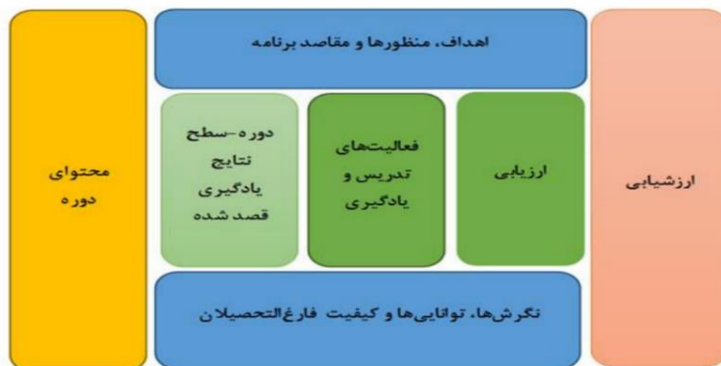 اهداف، منظورها و مقاصد برنامه
ارزشیابی
ارزیابی
فعالیت‌های
تدریس و
یادگیری
دوره-سطح
نتایج
یادگیری
قصد شده
محتوای
دوره
نگرش‌ها، توانایی‌ها و کیفیت فارغ‌التحصیلان